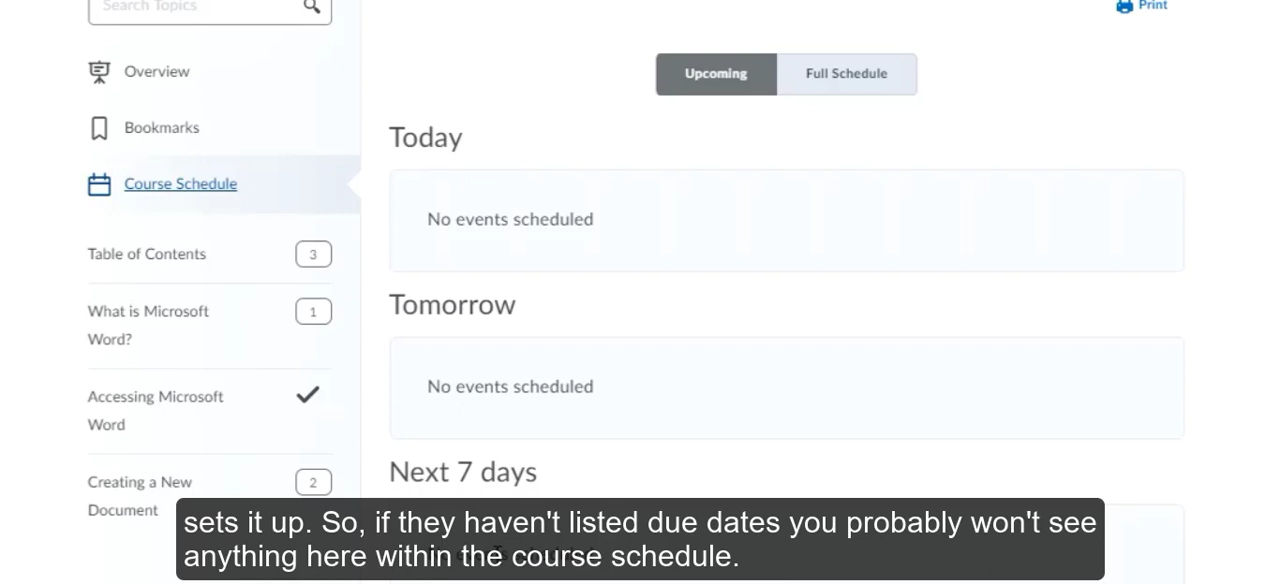 Search Topics
Print
Overview
Bookmarks
Course Schedule
Table of Contents 3
What is Microsoft 1
Word?
Accessing Microsoft
Word
Creating a New 2
Document
Upcoming Full Schedule
Today
No events scheduled
Tomorrow
No events scheduled
Next 7 days
sets it up. So, if they haven't listed due dates you probably won't see
anything here within the course schedule.